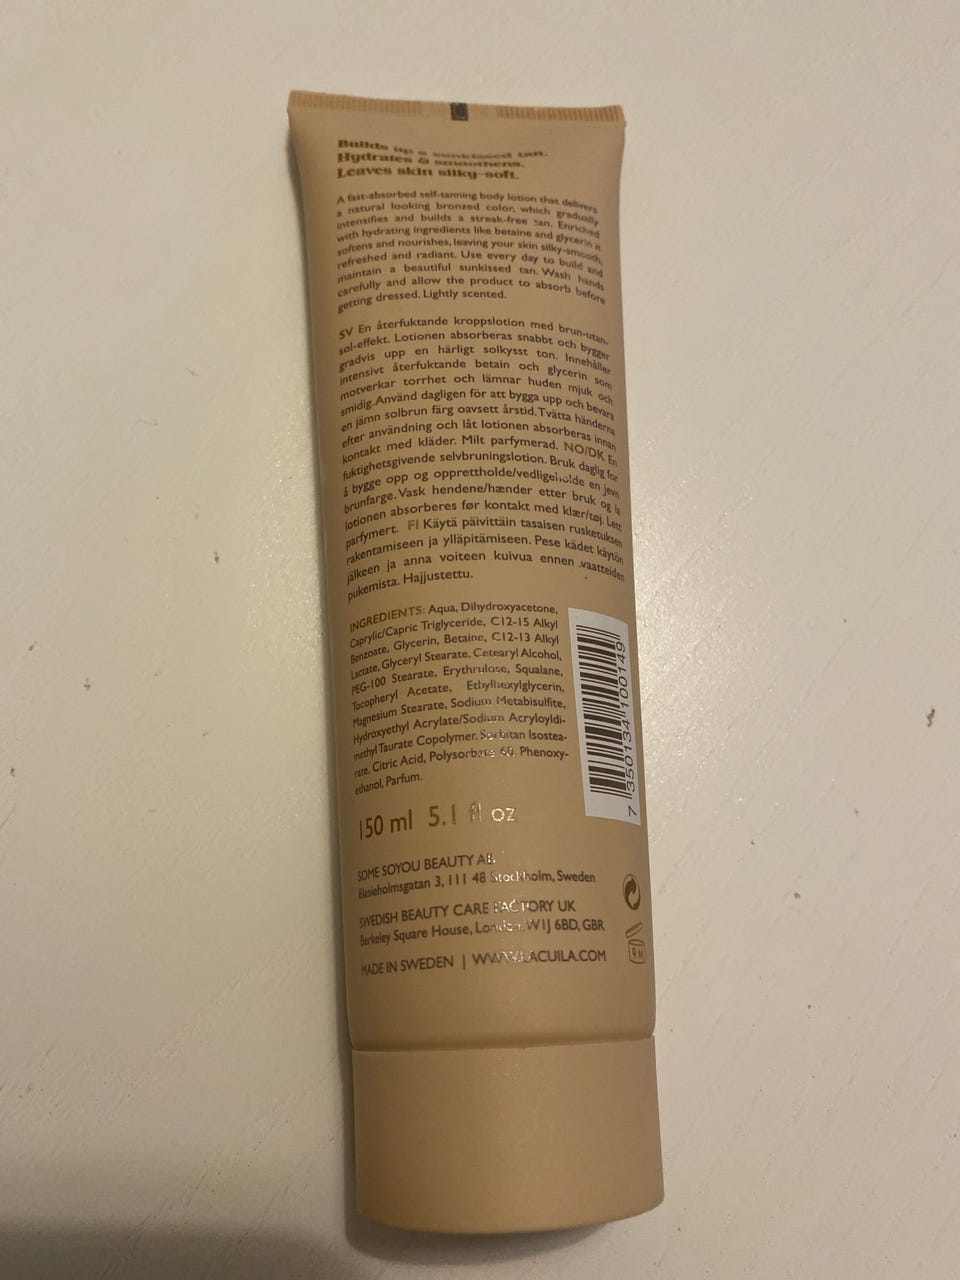 Builds up a sunkissed tan.
Hydrates & smoothens.
Leaves skin silky-soft.
A fast-absorbed self-tanning body lotion that delivers
a natural looking bronzed color, which gradually
intensifies and builds a streak-free tan. Enriched
with hydrating ingredients like betaine and glycerin it
softens and nourishes, leaving your skin silky-smooth,
refreshed and radiant. Use every day to build and
maintain a beautiful sunkissed tan. Wash hands
carefully and allow the product to absorb before
getting dressed. Lightly scented.
SV En återfuktande kroppslotion med brun-utan-
sol-effekt. Lotionen absorberas snabbt och bygger
gradvis upp en härligt solkysst ton. Innehåller
intensivt återfuktande betain och glycerin som
motverkar torrhet och lämnar huden mjuk och
smidig. Använd dagligen för att bygga upp och bevara
en jämn solbrun färg oavsett årstid. Tvätta händerna
efter användning och låt lotionen absorberas innan
kontakt med kläder. Milt parfymerad. NO/DK En
fuktighetsgivende selvbruningslotion. Bruk daglig for
å bygge opp og opprettholde/vedligeholde en jevn
brunfarge. Vask hendene/hænder etter bruk og la
lotionen absorberes før kontakt med klær/tøj. Lett
parfymert. FI Käytä päivittäin tasaisen rusketuksen
rakentamiseen ja ylläpitämiseen. Pese kädet käytön
jälkeen ja anna voiteen kuivua ennen vaatteiden
pukemista. Hajjustettu.
INGREDIENTS: Aqua, Dihydroxyacetone,
Caprylic/Capric Triglyceride, C12-15 Alkyl
Benzoate, Glycerin, Betaine, C12-13 Alkyl
Lactate, Glyceryl Stearate, Cetearyl Alcohol,
PEG-100 Stearate, Erythrulose, Squalane,
Tocopheryl Acetate, Ethylhexylglycerin,
Magnesium Stearate, Sodium Metabisulfite,
Hydroxyethyl Acrylate/Sodium Acryloyldi-
methyl Taurate Copolymer, Sorbitan Isostea-
rate, Citric Acid, Polysorbate 60, Phenoxy-
ethanol, Parfum.
7 350134 100149
150 ml 5.1 fl oz
SOME SOYOU BEAUTY AB
Blasieholmsgatan 3, 111 48 Stockholm, Sweden
SWEDISH BEAUTY CARE FACTORY UK
Berkeley Square House, London, W1J 6BD, GBR
MADE IN SWEDEN | WWW.LACUILA.COM
9 M